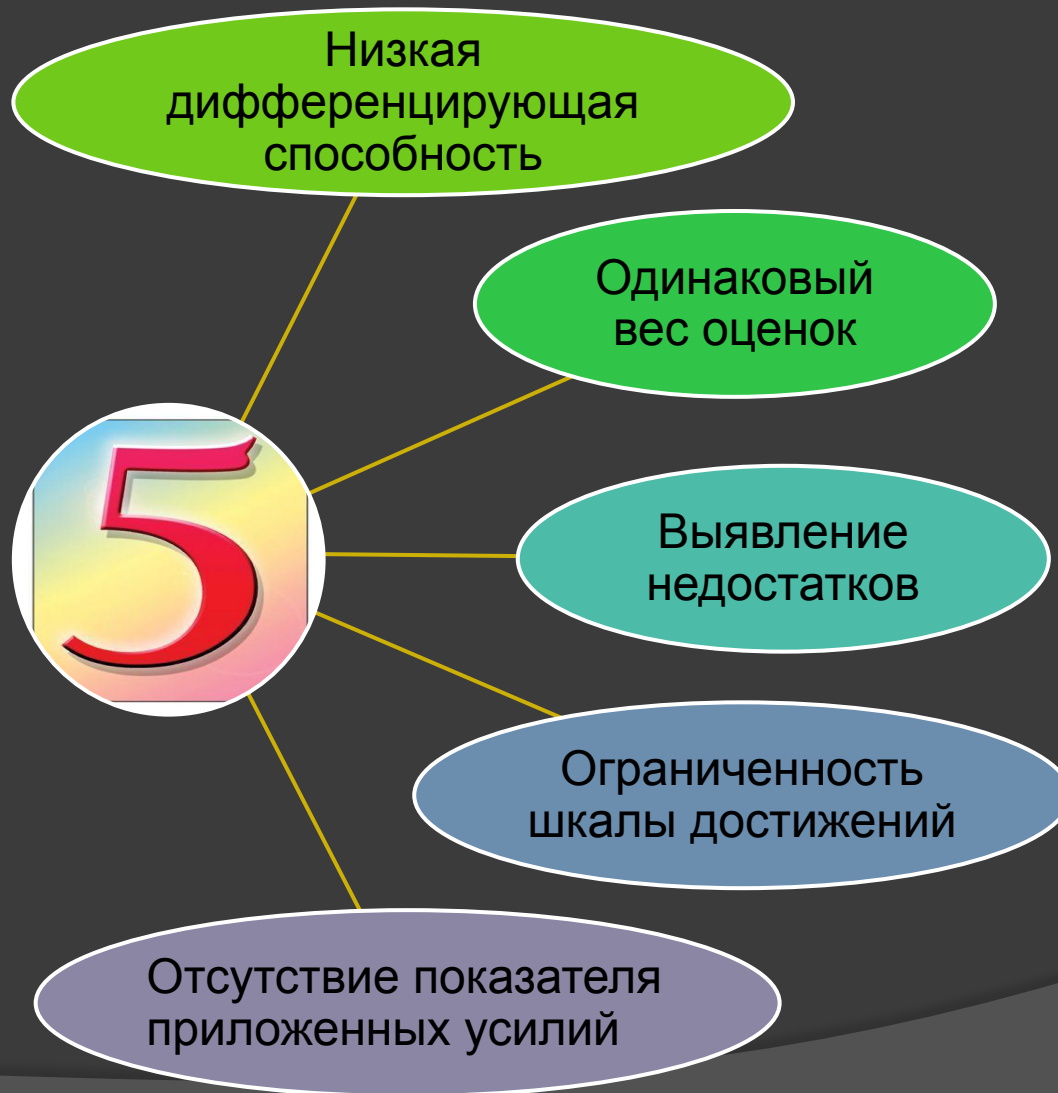 Низкая
дифференцирующая
способность
Одинаковый
вес оценок
5
Выявление
недостатков
Ограниченность
шкалы достижений
Отсутствие показателя
приложенных усилий